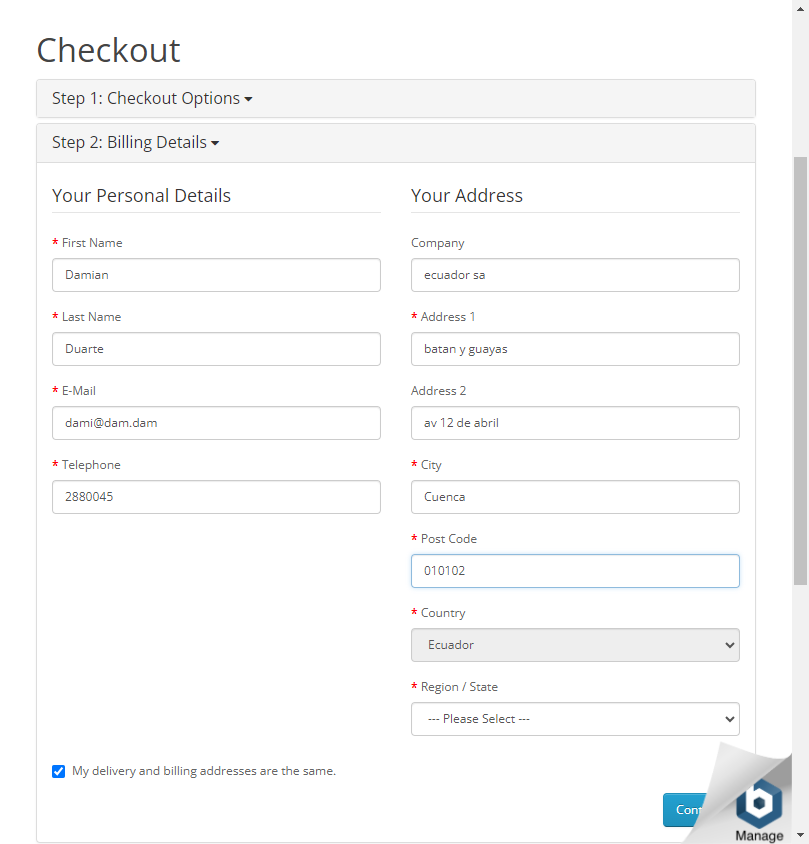 Checkout
Step 1: Checkout Options
Step 2: Billing Details
Your Personal Details
* First Name
Damian
* Last Name
Duarte
* E-Mail
dami@dam.dam
* Telephone
2880045
Your Address
Company
ecuador sa
* Address 1
batan y guayas
Address 2
av 12 de abril
* City
Cuenca
* Post Code
010102
* Country
Ecuador
* Region / State
--- Please Select ---
My delivery and billing addresses are the same.
Manage